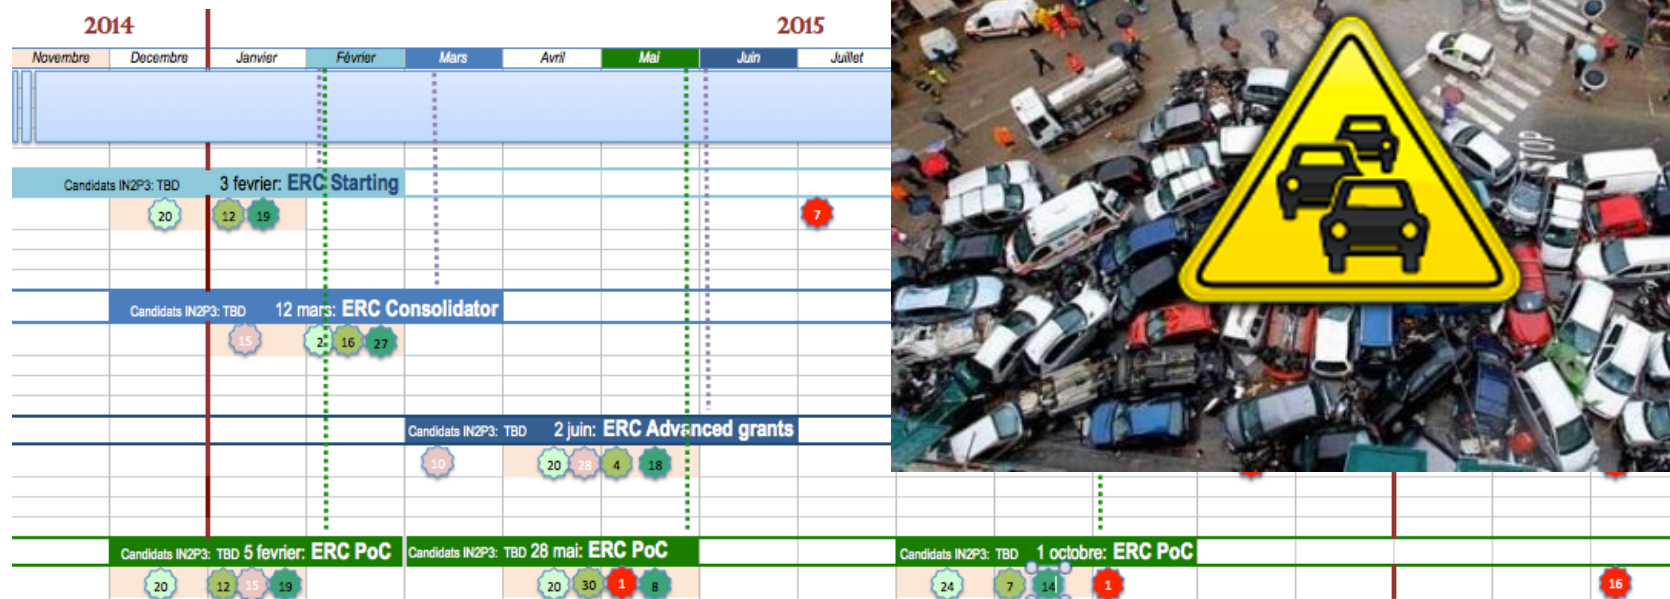 2014 2015
Novembre Decembre Janvier Février Mars Avril Mai Juin Juillet
Candidats IN2P3: TBD 3 fevrier: ERC Starting
20 12 19 7
Candidats IN2P3: TBD 12 mars: ERC Consolidator
15 2 16 27
Candidats IN2P3: TBD 2 juin: ERC Advanced grants
10 20 28 4 18
Candidats IN2P3: TBD 5 fevrier: ERC PoC Candidats IN2P3: TBD 28 mai: ERC PoC Candidats IN2P3: TBD 1 octobre: ERC PoC
20 12 15 19 20 30 1 8 24 7 14 1 16